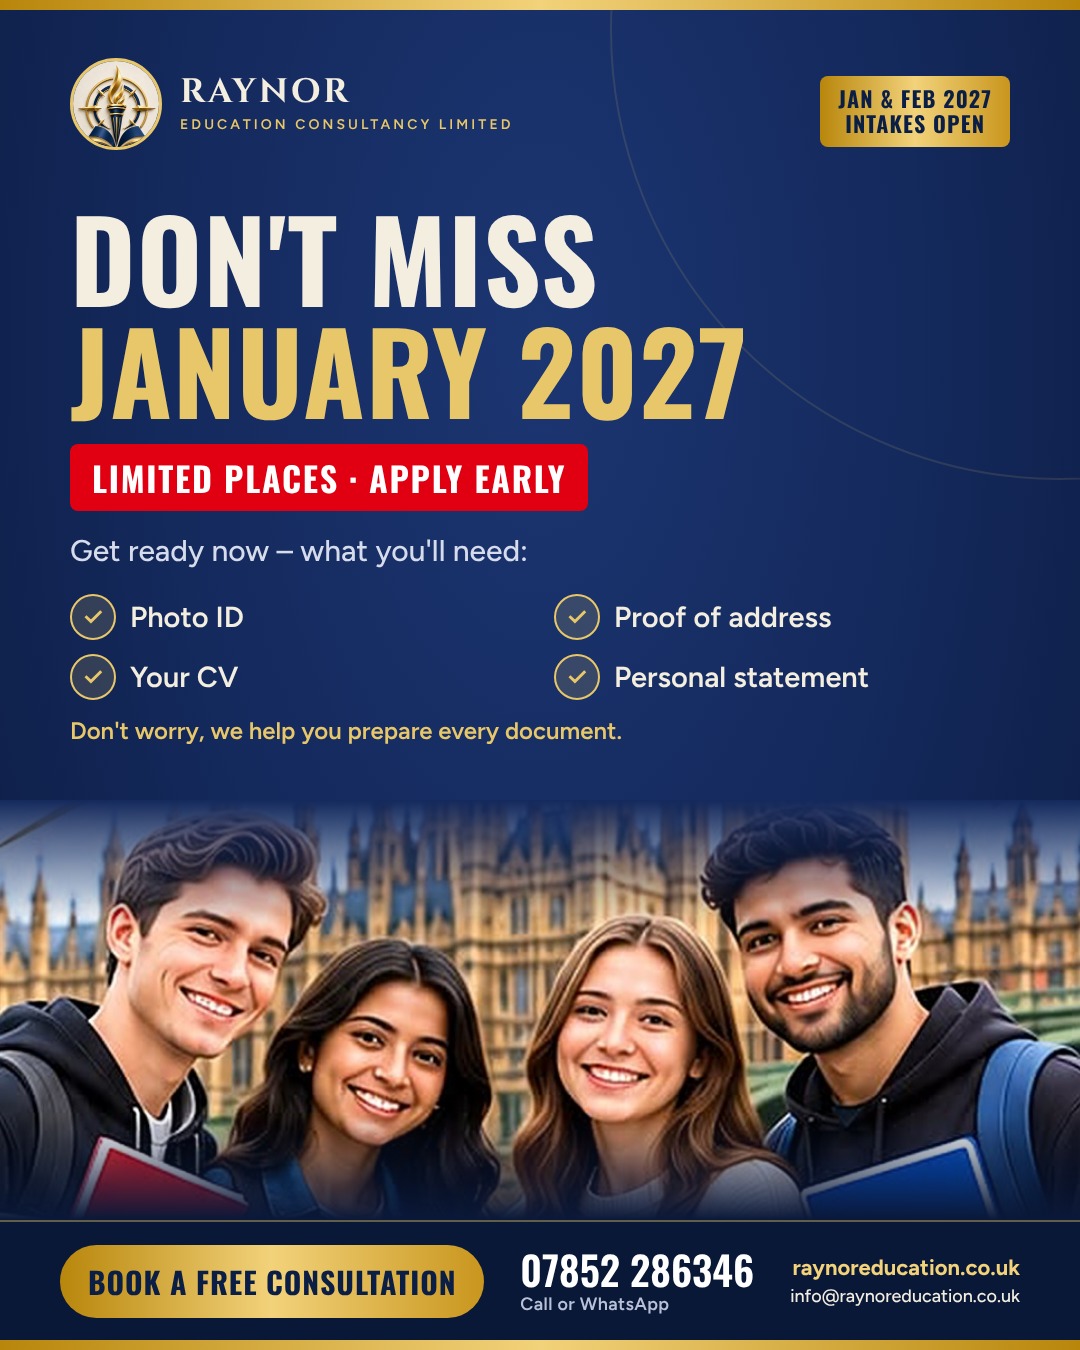 RAYNOR
EDUCATION CONSULTANCY LIMITED
JAN & FEB 2027
INTAKES OPEN
DON'T MISS
JANUARY 2027
LIMITED PLACES · APPLY EARLY
Get ready now – what you'll need:
Photo ID
Proof of address
Your CV
Personal statement
Don't worry, we help you prepare every document.
BOOK A FREE CONSULTATION
07852 286346
Call or WhatsApp
raynoreducation.co.uk
info@raynoreducation.co.uk